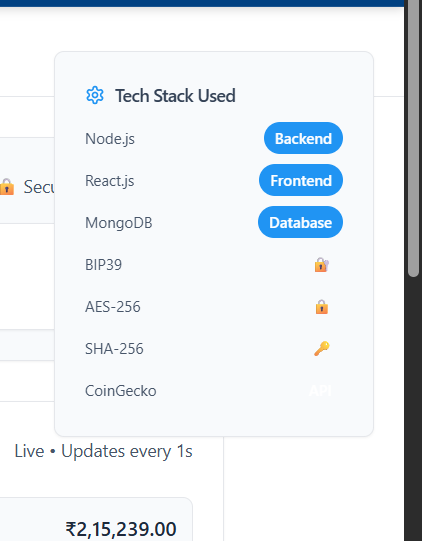 Tech Stack Used
Node.js Backend
React.js Frontend
MongoDB Database
BIP39
AES-256
SHA-256
CoinGecko API
Secu
Live • Updates every 1s
₹2,15,239.00